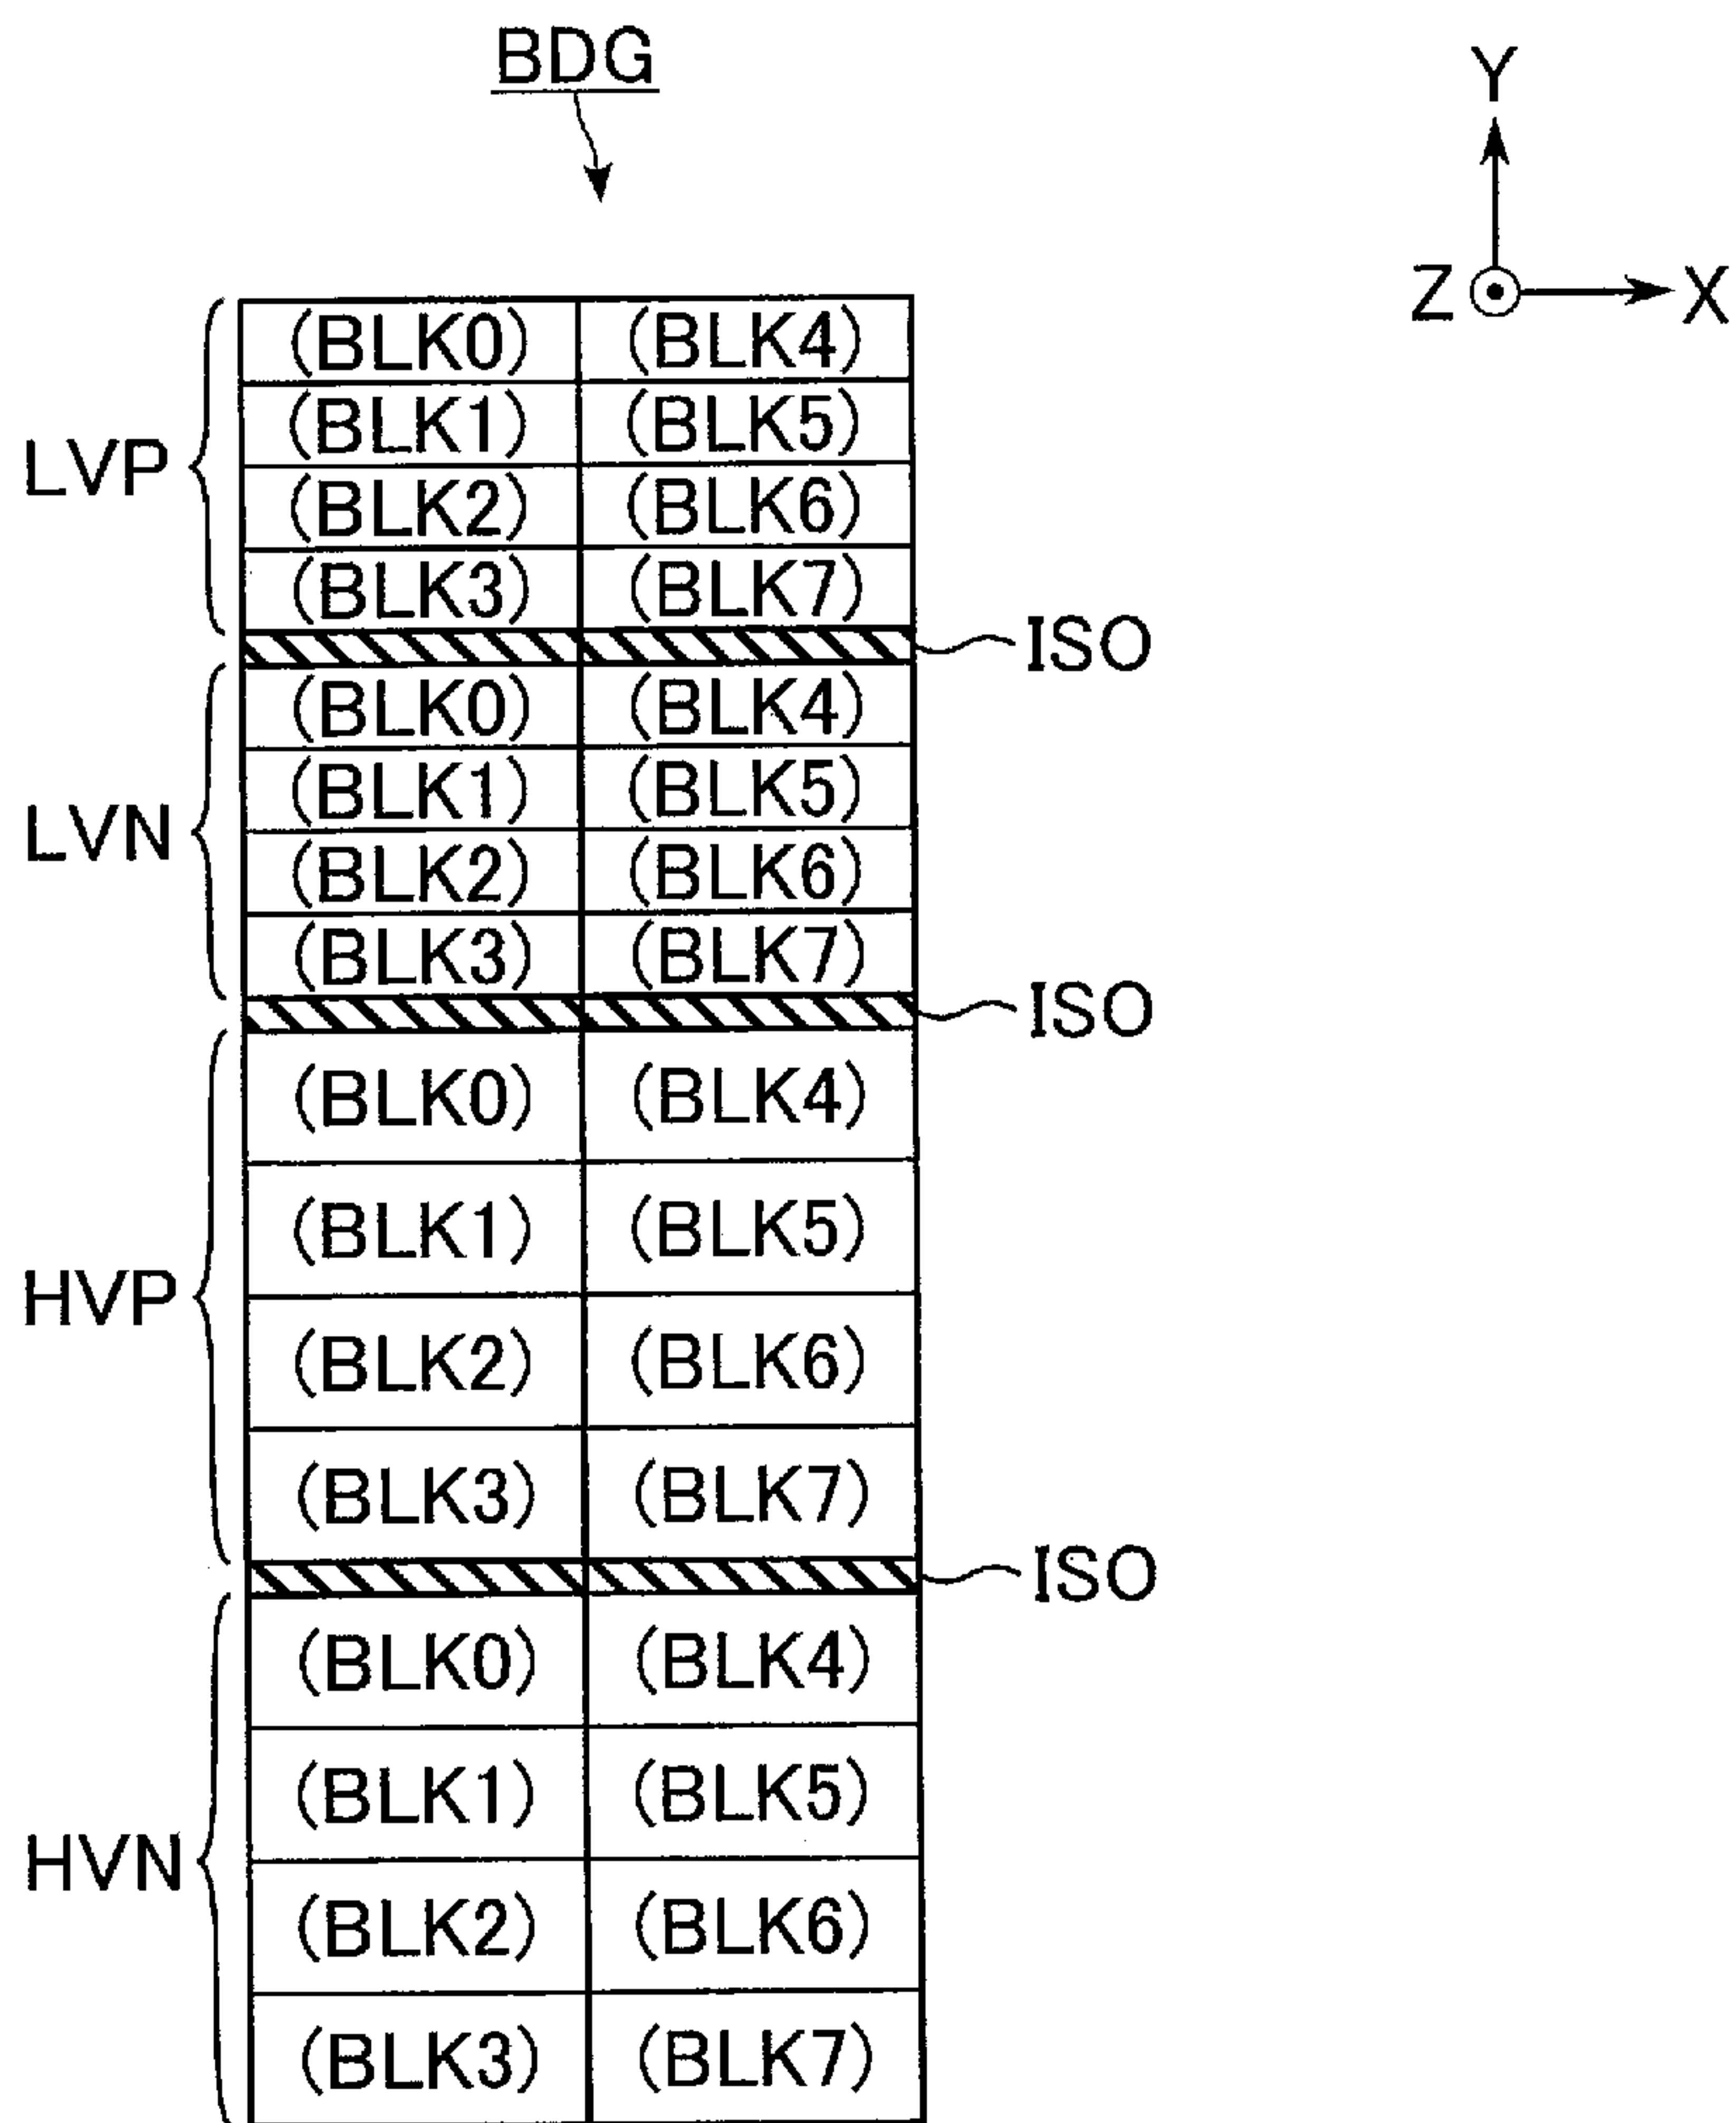 BDG
Y
Z X
(BLK0) (BLK4)
(BLK1) (BLK5)
LVP
(BLK2) (BLK6)
(BLK3) (BLK7)
ISO
(BLK0) (BLK4)
(BLK1) (BLK5)
LVN
(BLK2) (BLK6)
(BLK3) (BLK7)
ISO
(BLK0) (BLK4)
(BLK1) (BLK5)
HVP
(BLK2) (BLK6)
(BLK3) (BLK7)
ISO
(BLK0) (BLK4)
(BLK1) (BLK5)
HVN
(BLK2) (BLK6)
(BLK3) (BLK7)